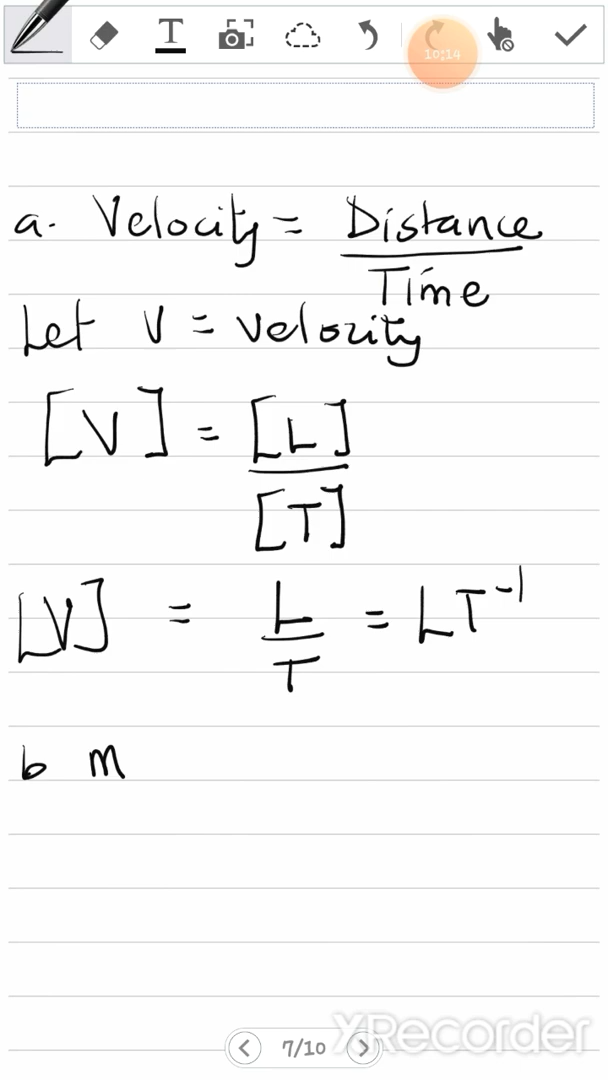 T
10:14
a. Velocity = Distance
Time
Let V = velocity
[V] = [L]
[T]
[V] = L = LT⁻¹
T
b m
7/10
XRecorder